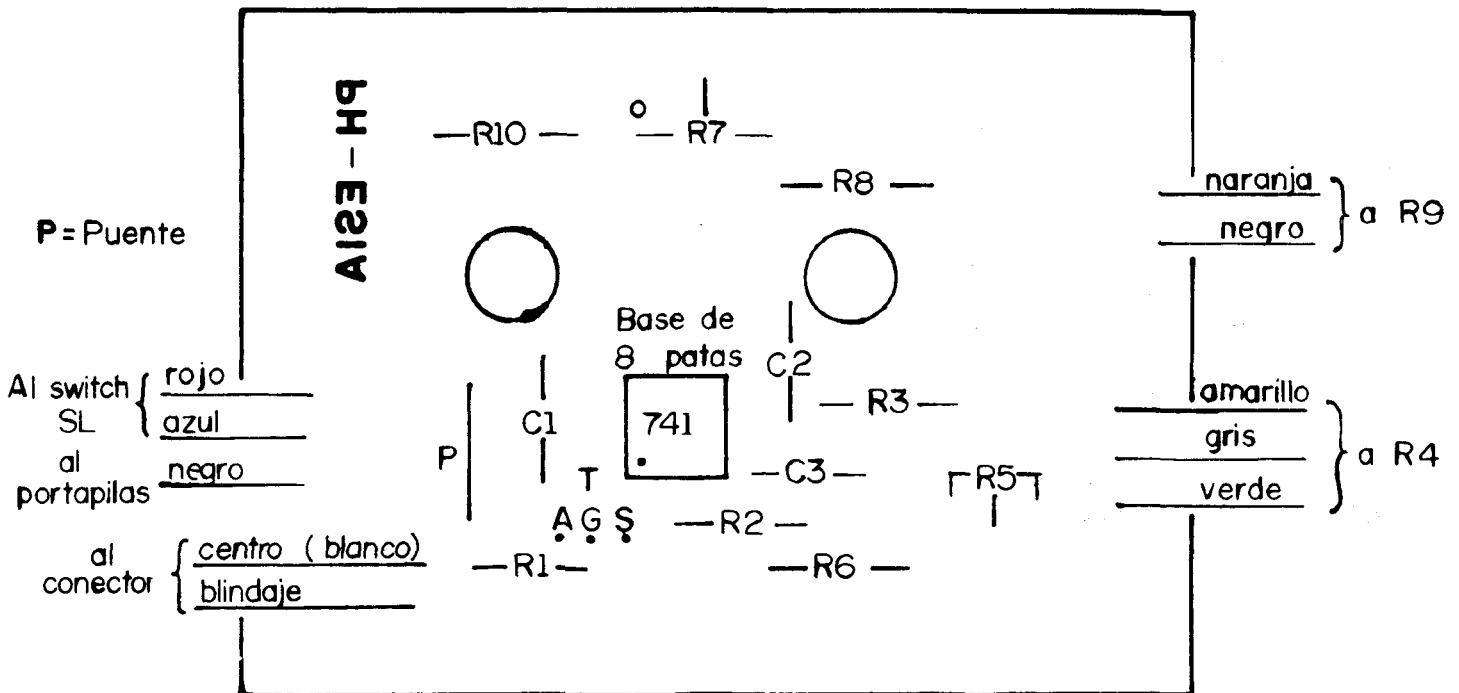 PH-ESIA
R10
R7
R8
P = Puente
naranja
negro
a R9
Base de
8 patas
741
C2
R3
C1
P
T
A G S
C3
R2
R5
R1
R6
Al switch
SL
rojo
azul
al
portapilas
negro
al
conector
centro (blanco)
blindaje
amarillo
gris
verde
a R4